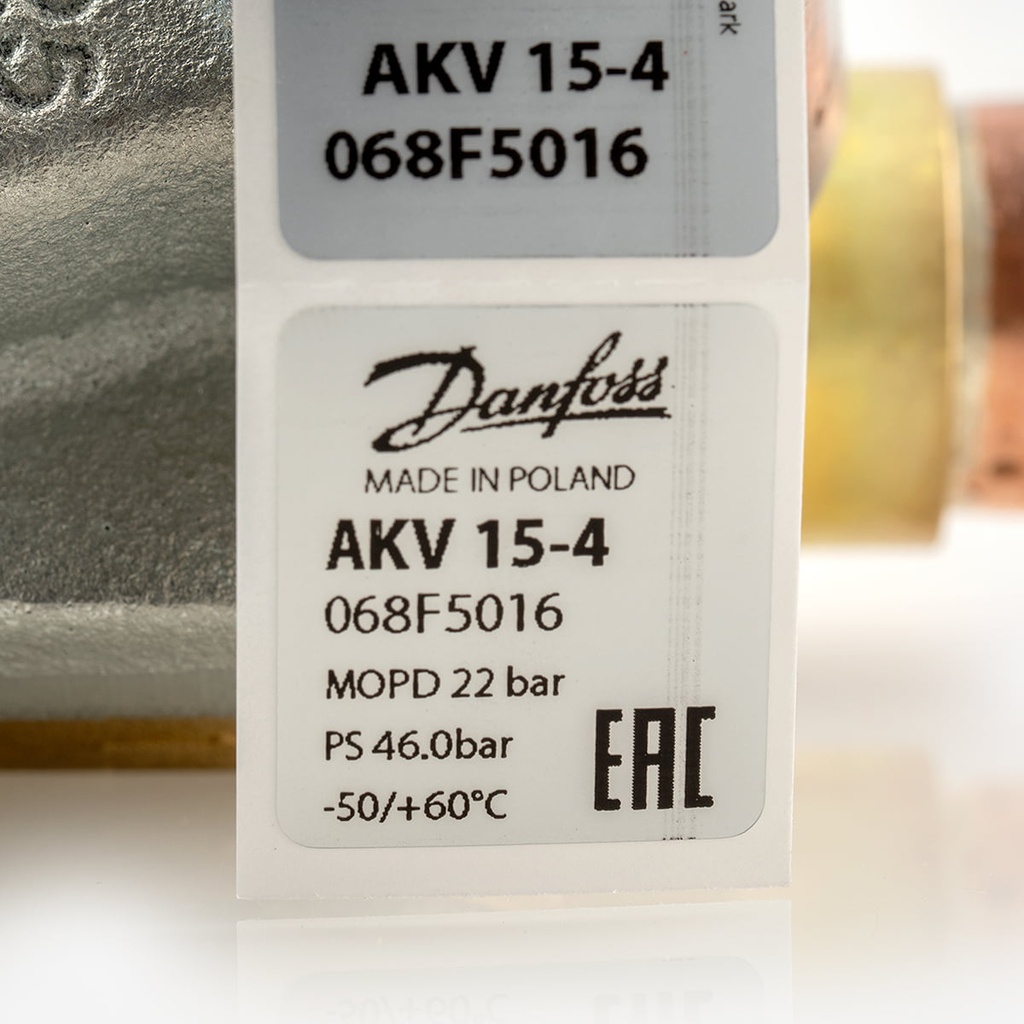 ark
AKV 15-4
068F5016
Danfoss
MADE IN POLAND
AKV 15-4
068F5016
MOPD 22 bar
PS 46.0bar
-50/+60°C
EAC